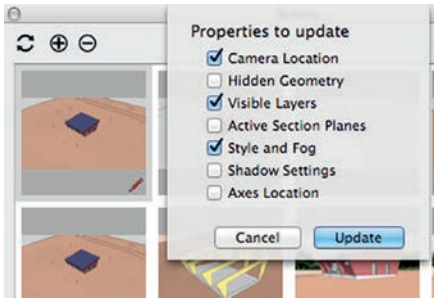 Properties to update
Camera Location
Hidden Geometry
Visible Layers
Active Section Planes
Style and Fog
Shadow Settings
Axes Location
Cancel
Update